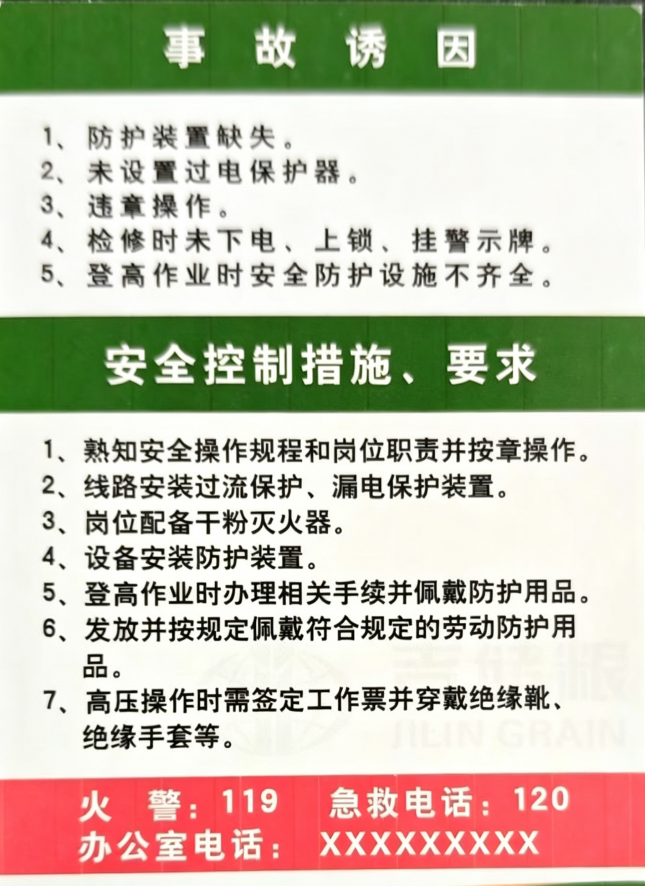 事故诱因
1、防护装置缺失。
2、未设置过电保护器。
3、违章操作。
4、检修时未下电、上锁、挂警示牌。
5、登高作业时安全防护设施不齐全。
安全控制措施、要求
1、熟知安全操作规程和岗位职责并按章操作。
2、线路安装过流保护、漏电保护装置。
3、岗位配备干粉灭火器。
4、设备安装防护装置。
5、登高作业时办理相关手续并佩戴防护用品。
6、发放并按规定佩戴符合规定的劳动防护用
品。
吉储粮
JILIN GRAIN
7、高压操作时需签定工作票并穿戴绝缘靴、
绝缘手套等。
火 警：119 急救电话：120
办公室电话：XXXXXXXXX